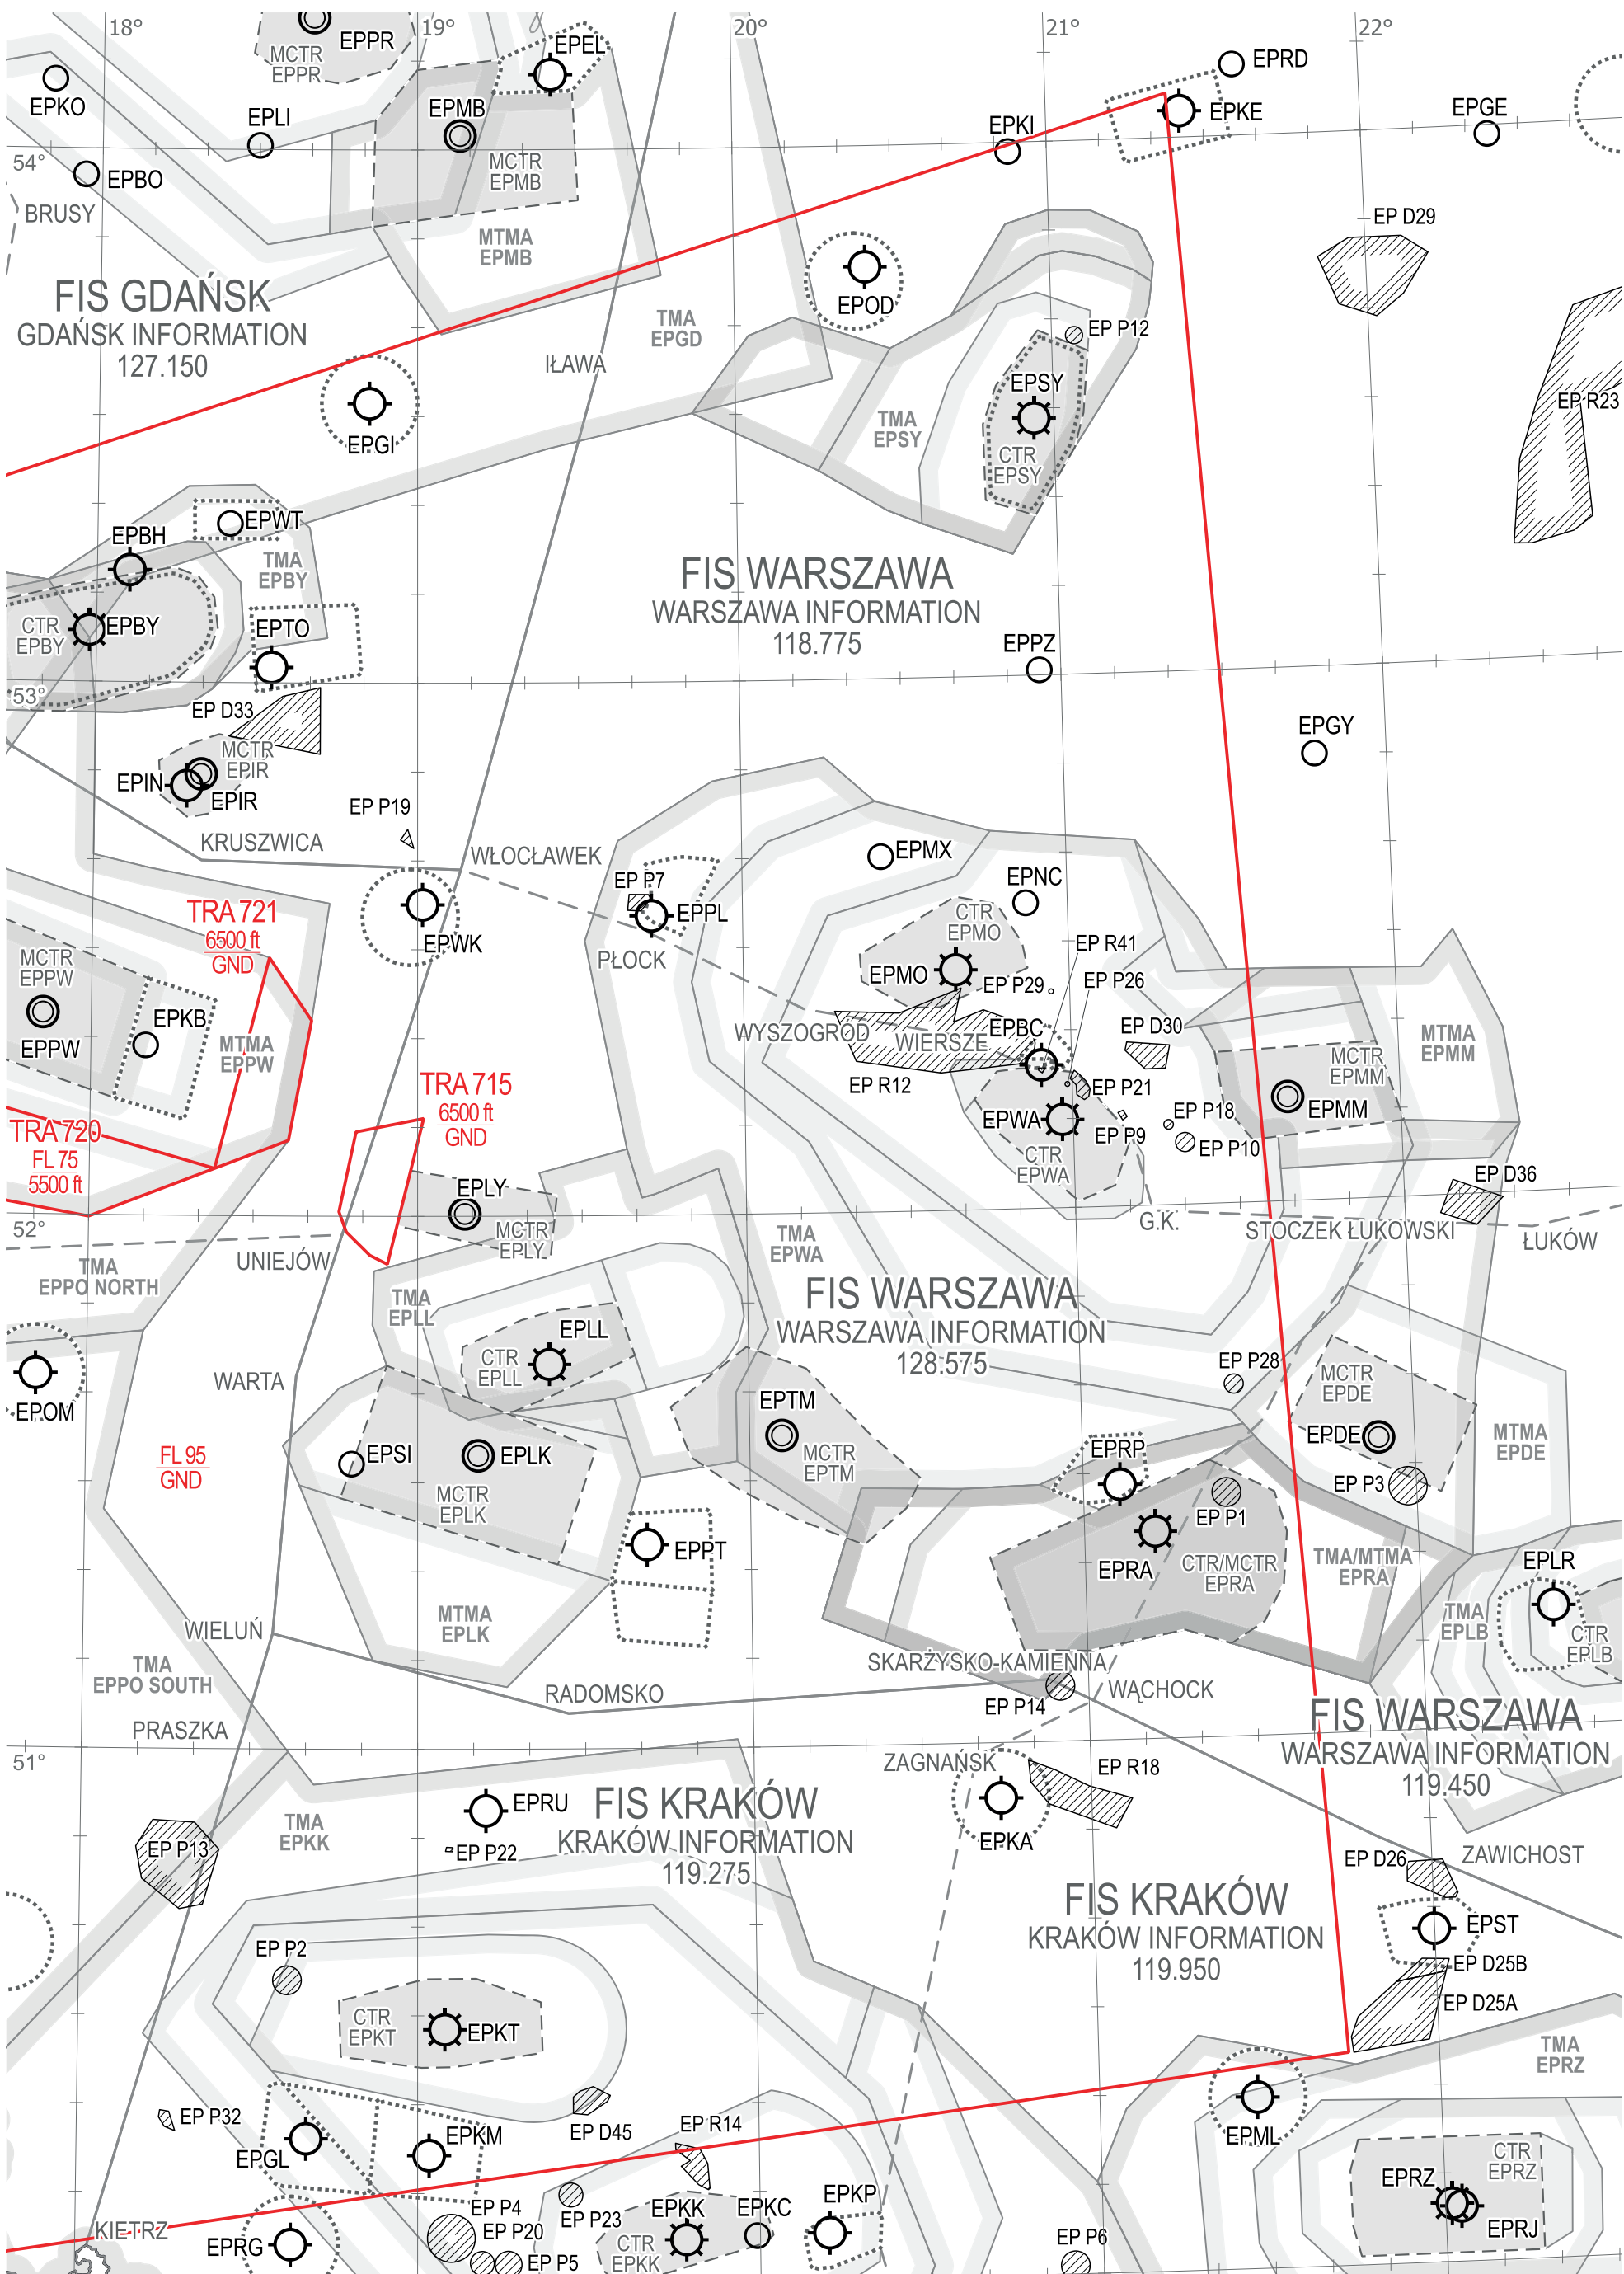 18°
19°
20°
21°
22°
EPPR
MCTR
EPPR
EPEL
EPRD
EPKO
EPLI
EPMB
EPKI
EPKE
EPGE
54°
EPBO
MCTR
EPMB
BRUSY
MTMA
EPMB
EP D29
FIS GDAŃSK
GDAŃSK INFORMATION
127.150
EPOD
TMA
EPGD
EP P12
IŁAWA
EPSY
EP R23
EPGI
TMA
EPSY
CTR
EPSY
EPWT
EPBH
TMA
EPBY
FIS WARSZAWA
WARSZAWA INFORMATION
118.775
CTR
EPBY
EPBY
EPTO
EPPZ
53°
EP D33
EPGY
MCTR
EPIR
EPIN
EPIR
EP P19
KRUSZWICA
WŁOCŁAWEK
EPMX
EP P7
EPNC
TRA 721
6500 ft
GND
EPPL
CTR
EPMO
EPWK
EP R41
MCTR
EPPW
PŁOCK
EPMO
EP P29
EP P26
EPKB
EPPW
MTMA
EPPW
WYSZOGRÓD
WIERSZE
EPBC
EP D30
MTMA
EPMM
MCTR
EPMM
TRA 715
6500 ft
GND
EP R12
EP P21
EPMM
TRA 720
FL 75
5500 ft
EPWA
EP P9
EP P18
EP P10
CTR
EPWA
EPLY
EP D36
52°
MCTR
EPLY
G.K.
STOCZEK ŁUKOWSKI
ŁUKÓW
UNIEJÓW
TMA
EPWA
TMA
EPPO NORTH
TMA
EPLL
FIS WARSZAWA
WARSZAWA INFORMATION
128.575
EPLL
CTR
EPLL
EP P28
WARTA
MCTR
EPDE
EPOM
EPTM
EPDE
MTMA
EPDE
EPSI
EPLK
MCTR
EPTM
EPRP
FL 95
GND
EP P3
MCTR
EPLK
EP P1
EPPT
EPRA
CTR/MCTR
EPRA
TMA/MTMA
EPRA
EPLR
MTMA
EPLK
TMA
EPLB
CTR
EPLB
WIELUŃ
SKARŻYSKO-KAMIENNA
TMA
EPPO SOUTH
RADOMSKO
EP P14
WĄCHOCK
PRASZKA
FIS WARSZAWA
WARSZAWA INFORMATION
119.450
51°
ZAGNAŃSK
EP R18
EPRU
FIS KRAKÓW
KRAKÓW INFORMATION
119.275
TMA
EPKK
EPKA
EP P13
EP P22
ZAWICHOST
EP D26
FIS KRAKÓW
KRAKÓW INFORMATION
119.950
EPST
EP P2
EP D25B
EP D25A
CTR
EPKT
EPKT
TMA
EPRZ
EP P32
EP D45
EP R14
EPGL
EPKM
EPML
CTR
EPRZ
EPRZ
EP P4
EP P20
EP P5
EP P23
EPKK
EPKC
EPKP
KIETRZ
EPRG
CTR
EPKK
EP P6
EPRJ